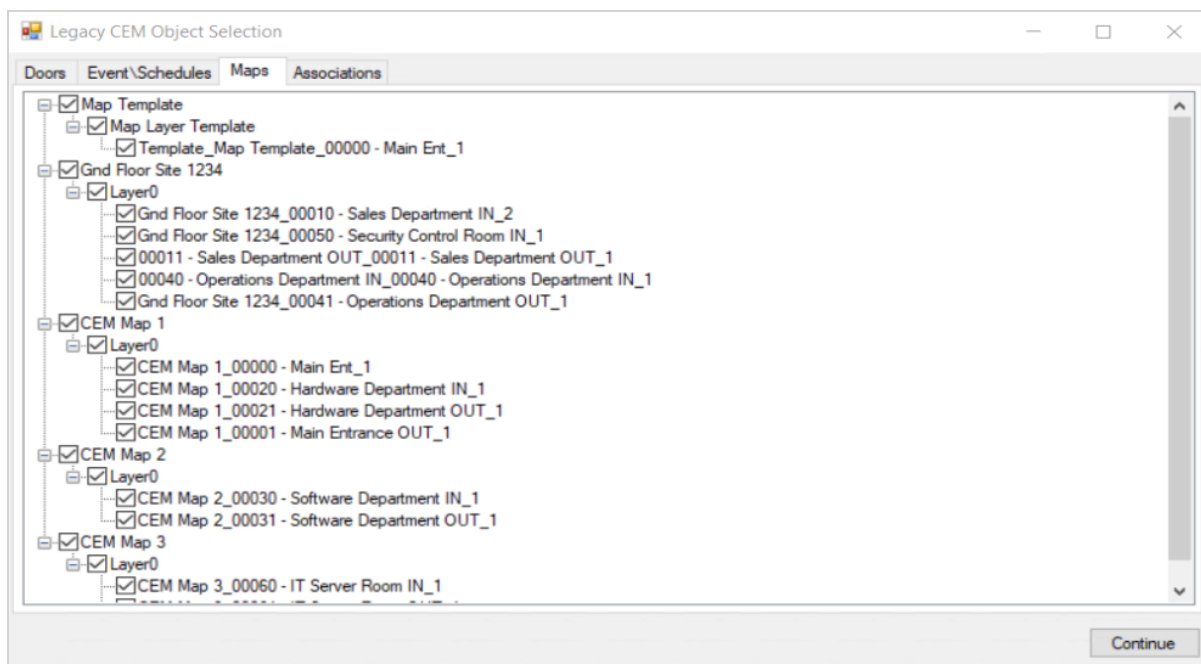 Legacy CEM Object Selection
Doors Event\Schedules Maps Associations
Map Template
Map Layer Template
Template_Map Template_00000 - Main Ent_1
Gnd Floor Site 1234
Layer0
Gnd Floor Site 1234_00010 - Sales Department IN_2
Gnd Floor Site 1234_00050 - Security Control Room IN_1
00011 - Sales Department OUT_00011 - Sales Department OUT_1
00040 - Operations Department IN_00040 - Operations Department IN_1
Gnd Floor Site 1234_00041 - Operations Department OUT_1
CEM Map 1
Layer0
CEM Map 1_00000 - Main Ent_1
CEM Map 1_00020 - Hardware Department IN_1
CEM Map 1_00021 - Hardware Department OUT_1
CEM Map 1_00001 - Main Entrance OUT_1
CEM Map 2
Layer0
CEM Map 2_00030 - Software Department IN_1
CEM Map 2_00031 - Software Department OUT_1
CEM Map 3
Layer0
CEM Map 3_00060 - IT Server Room IN_1
Continue